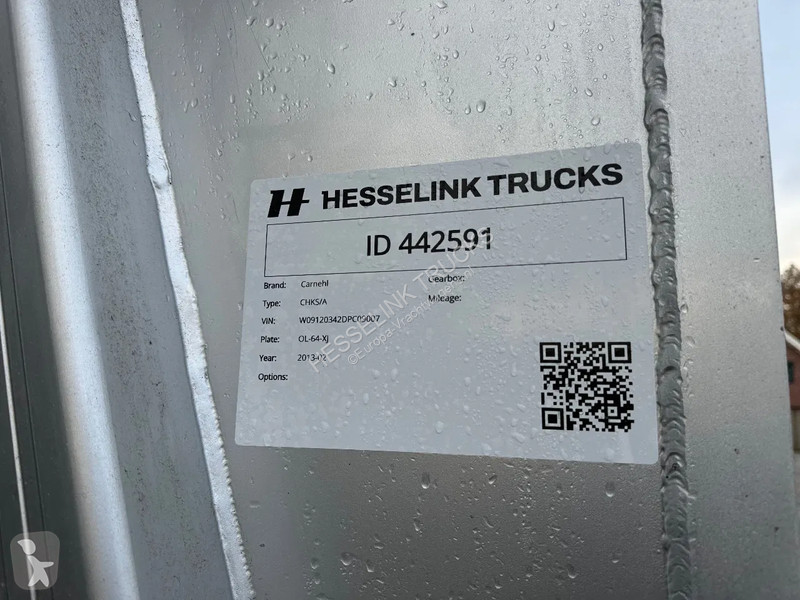 HESSELINK TRUCKS
ID 442591
Brand: Carnehl Gearbox:
Type: CHKS/A Mileage:
VIN: W09120342DPC09007
Plate: OL-64-XJ
Year: 2013-02
Options:
HESSELINK TRUCKS